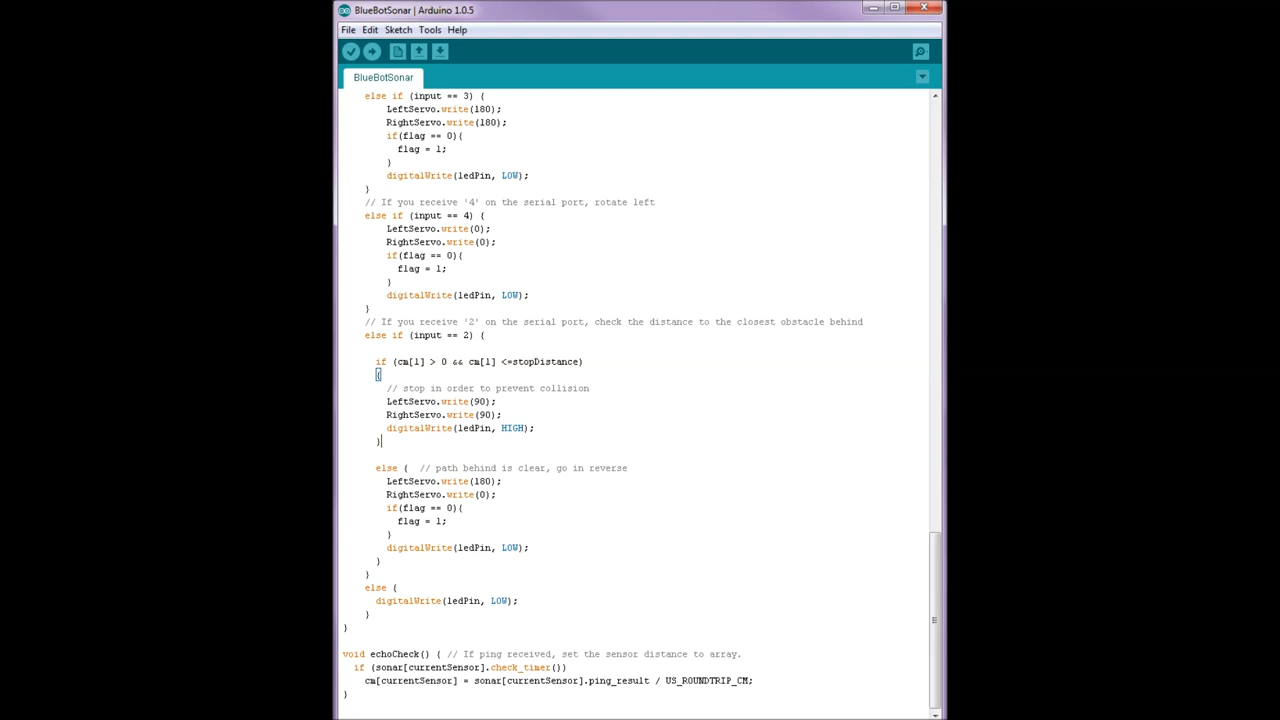 BlueBotSonar | Arduino 1.0.5
File Edit Sketch Tools Help
BlueBotSonar
else if (input == 3) {
LeftServo.write(180);
RightServo.write(180);
if(flag == 0){
flag = 1;
}
digitalWrite(ledPin, LOW);
}
// If you receive '4' on the serial port, rotate left
else if (input == 4) {
LeftServo.write(0);
RightServo.write(0);
if(flag == 0){
flag = 1;
}
digitalWrite(ledPin, LOW);
}
// If you receive '2' on the serial port, check the distance to the closest obstacle behind
else if (input == 2) {
if (cm[1] > 0 && cm[1] <=stopDistance)
{
// stop in order to prevent collision
LeftServo.write(90);
RightServo.write(90);
digitalWrite(ledPin, HIGH);
}
else {  // path behind is clear, go in reverse
LeftServo.write(180);
RightServo.write(0);
if(flag == 0){
flag = 1;
}
digitalWrite(ledPin, LOW);
}
}
else {
digitalWrite(ledPin, LOW);
}
}
void echoCheck() { // If ping received, set the sensor distance to array.
if (sonar[currentSensor].check_timer())
cm[currentSensor] = sonar[currentSensor].ping_result / US_ROUNDTRIP_CM;
}